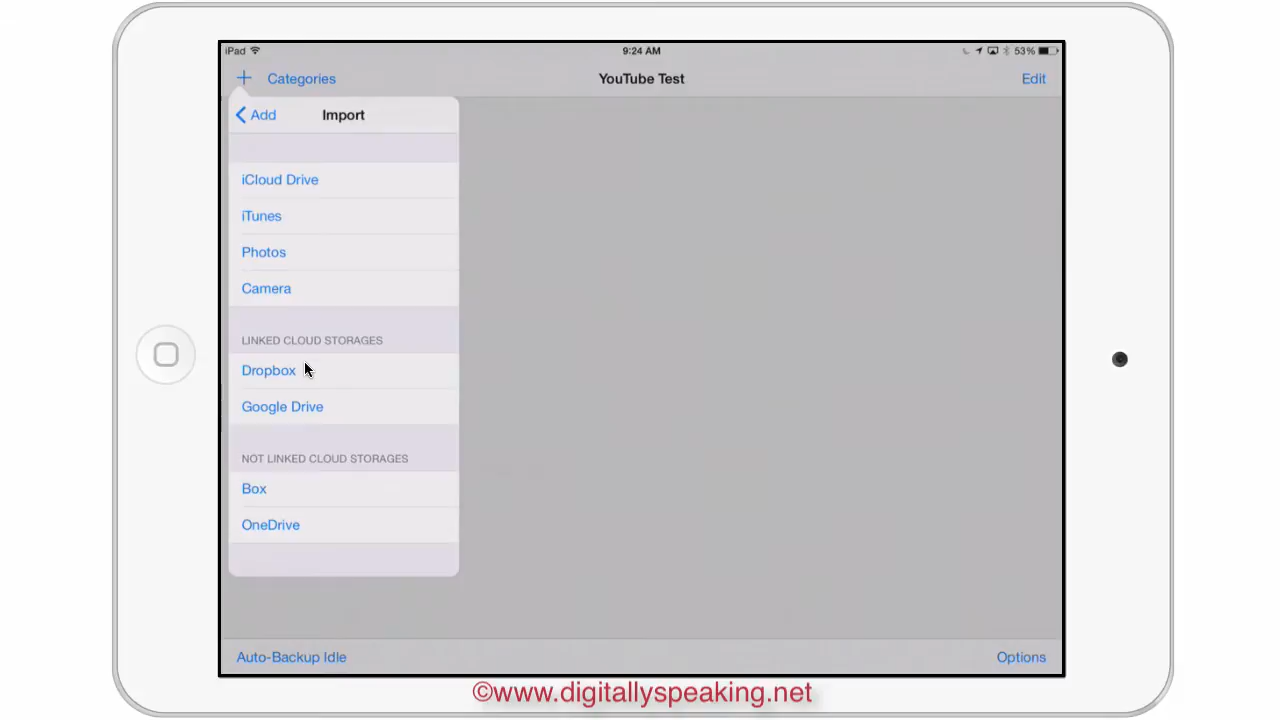 iPad 9:24 AM 53%
Categories YouTube Test Edit
Add Import
iCloud Drive
iTunes
Photos
Camera
LINKED CLOUD STORAGES
Dropbox
Google Drive
NOT LINKED CLOUD STORAGES
Box
OneDrive
Auto-Backup Idle Options
©www.digitallyspeaking.net